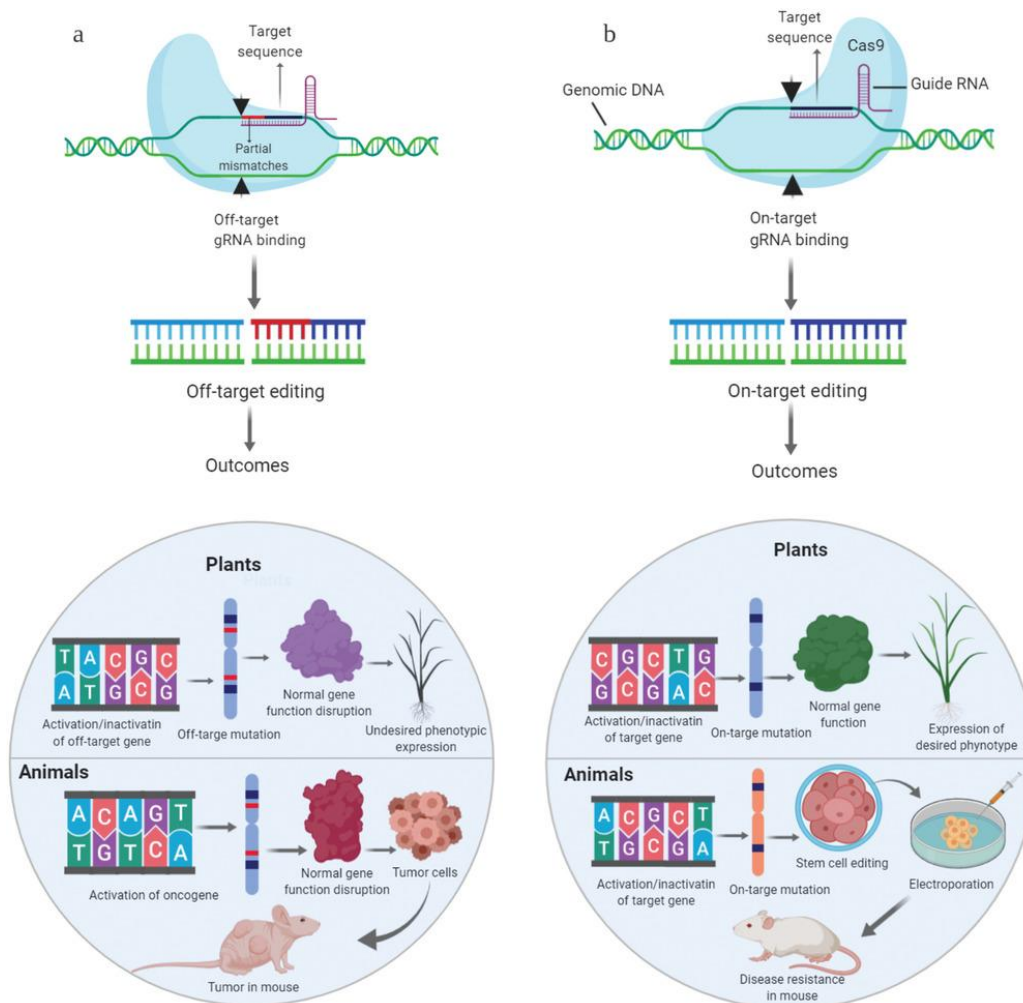 a
Target
sequence
Partial
mismatches
Off-target
gRNA binding
Off-target editing
Outcomes
Plants
T A C G C
A T G C G
Activation/inactivatin
of off-target gene
Off-targe mutation
Normal gene
function disruption
Undesired phenotypic
expression
Animals
A C A G T
T G T C A
Activation of oncogene
Normal gene
function disruption
Tumor cells
Tumor in mouse
b
Target
sequence
Cas9
Genomic DNA
Guide RNA
On-target
gRNA binding
On-target editing
Outcomes
Plants
C G C T G
G C G A C
Activation/inactivatin
of target gene
On-targe mutation
Normal gene
function
Expression of
desired phynotype
Animals
A C G C T
T G C G A
Activation/inactivatin
of target gene
On-targe mutation
Stem cell editing
Electroporation
Disease resistance
in mouse